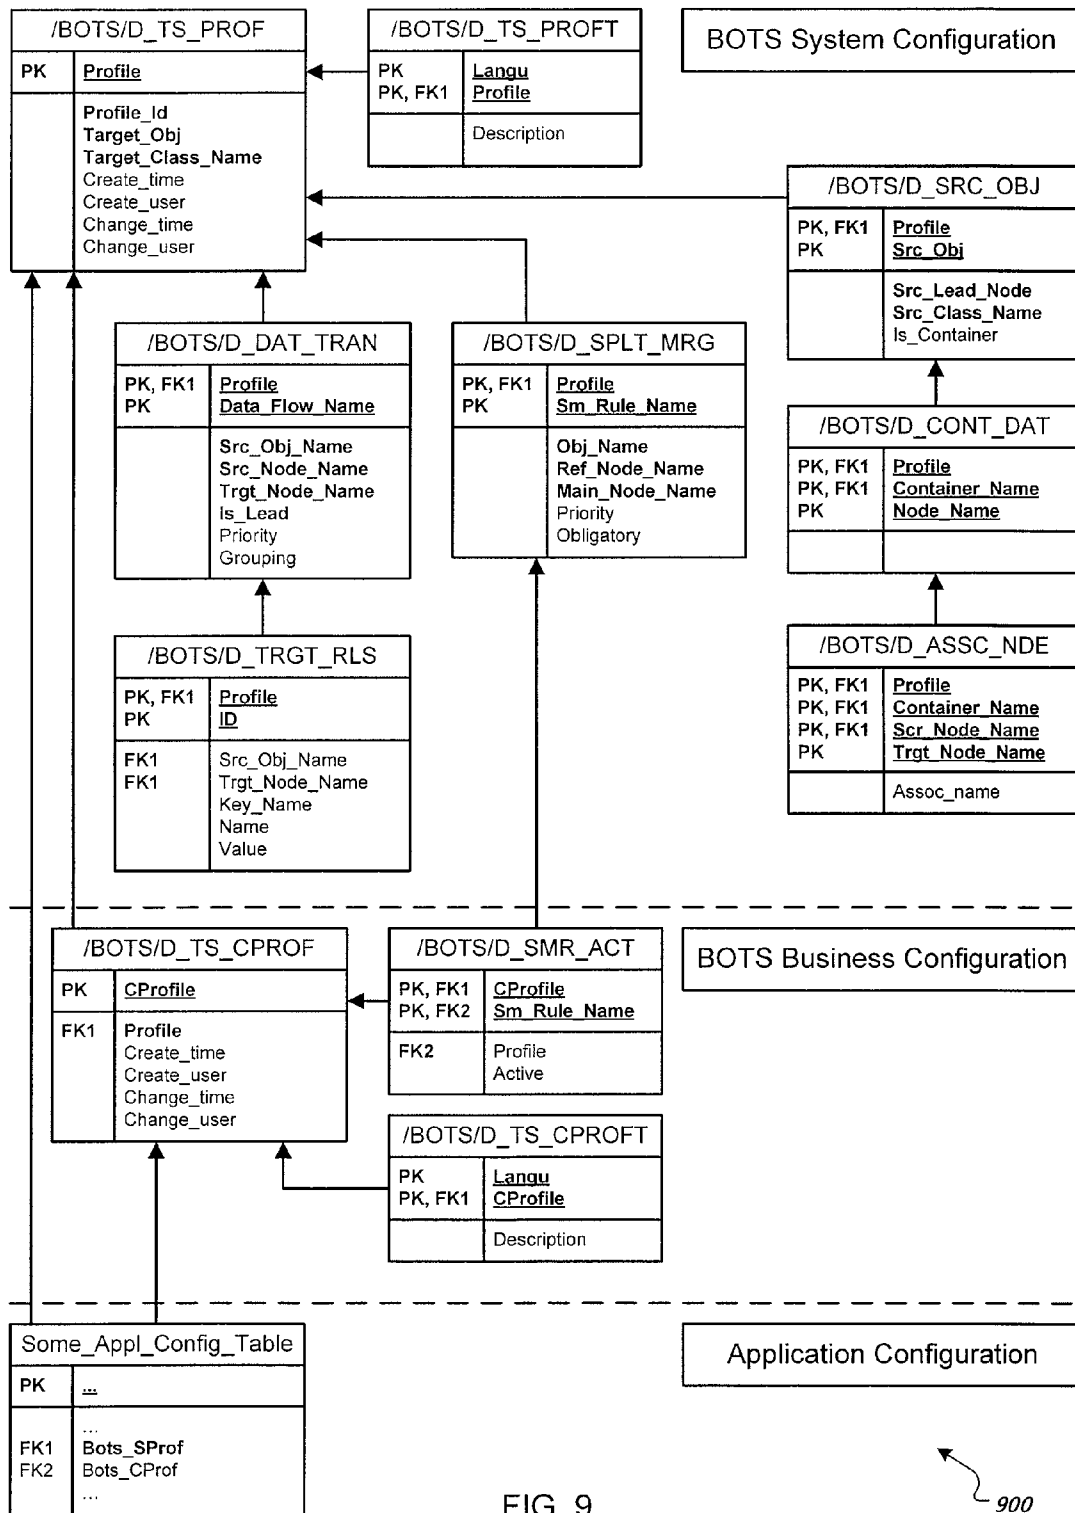 /BOTS/D_TS_PROF
PK Profile
Profile_Id
Target_Obj
Target_Class_Name
Create_time
Create_user
Change_time
Change_user
/BOTS/D_TS_PROFT
PK Langu
PK, FK1 Profile
Description
BOTS System Configuration
/BOTS/D_SRC_OBJ
PK, FK1 Profile
PK Src_Obj
Src_Lead_Node
Src_Class_Name
Is_Container
/BOTS/D_DAT_TRAN
PK, FK1 Profile
PK Data_Flow_Name
Src_Obj_Name
Src_Node_Name
Trgt_Node_Name
Is_Lead
Priority
Grouping
/BOTS/D_SPLT_MRG
PK, FK1 Profile
PK Sm_Rule_Name
Obj_Name
Ref_Node_Name
Main_Node_Name
Priority
Obligatory
/BOTS/D_CONT_DAT
PK, FK1 Profile
PK, FK1 Container_Name
PK Node_Name
/BOTS/D_TRGT_RLS
PK, FK1 Profile
PK ID
FK1 Src_Obj_Name
FK1 Trgt_Node_Name
Key_Name
Name
Value
/BOTS/D_ASSC_NDE
PK, FK1 Profile
PK, FK1 Container_Name
PK, FK1 Scr_Node_Name
PK Trgt_Node_Name
Assoc_name
/BOTS/D_TS_CPROF
PK CProfile
FK1 Profile
Create_time
Create_user
Change_time
Change_user
/BOTS/D_SMR_ACT
PK, FK1 CProfile
PK, FK2 Sm_Rule_Name
FK2 Profile
Active
BOTS Business Configuration
/BOTS/D_TS_CPROFT
PK Langu
PK, FK1 CProfile
Description
Some_Appl_Config_Table
PK ...
...
FK1 Bots_SProf
FK2 Bots_CProf
...
Application Configuration
FIG. 9
900